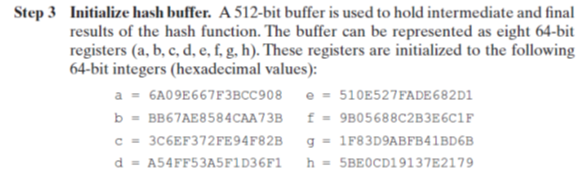 Step 3 Initialize hash buffer. A 512-bit buffer is used to hold intermediate and final
results of the hash function. The buffer can be represented as eight 64-bit
registers (a, b, c, d, e, f, g, h). These registers are initialized to the following
64-bit integers (hexadecimal values):
a = 6A09E667F3BCC908 e = 510E527FADE682D1
b = BB67AE8584CAA73B f = 9B05688C2B3E6C1F
c = 3C6EF372FE94F82B g = 1F83D9ABFB41BD6B
d = A54FF53A5F1D36F1 h = 5BE0CD19137E2179